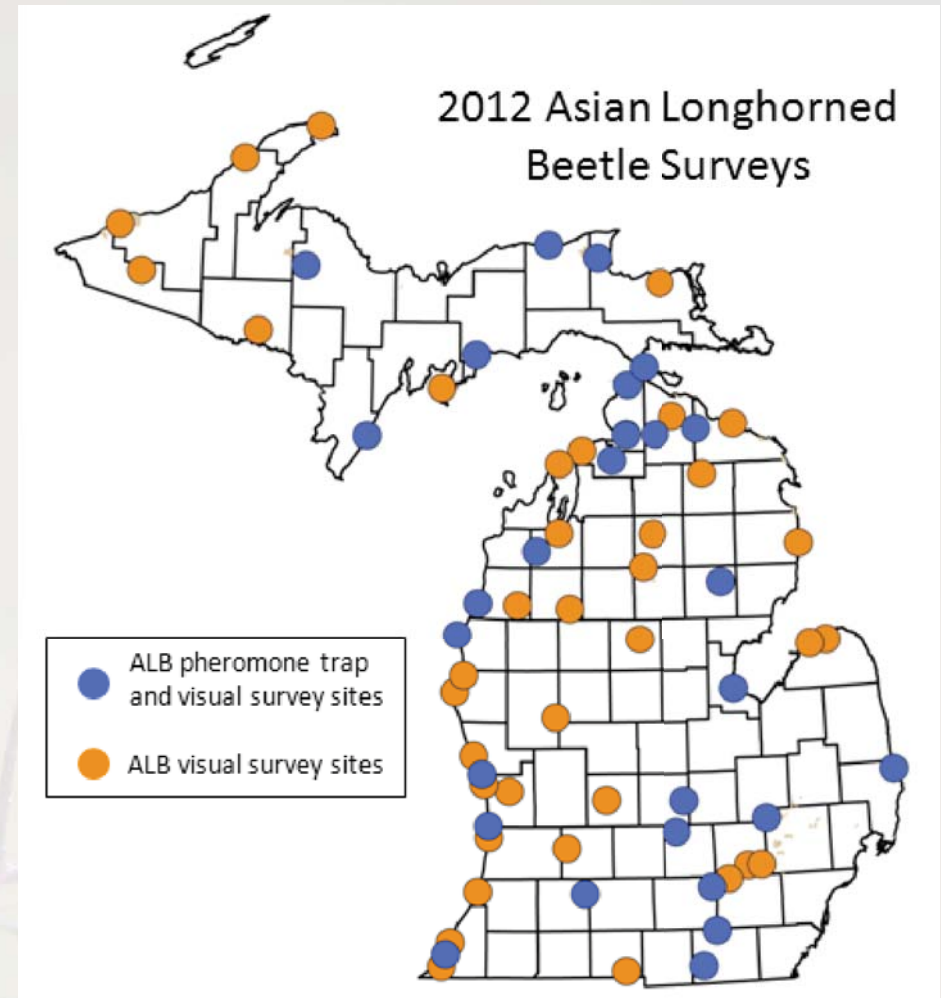 2012 Asian Longhorned
Beetle Surveys
ALB pheromone trap
and visual survey sites
ALB visual survey sites